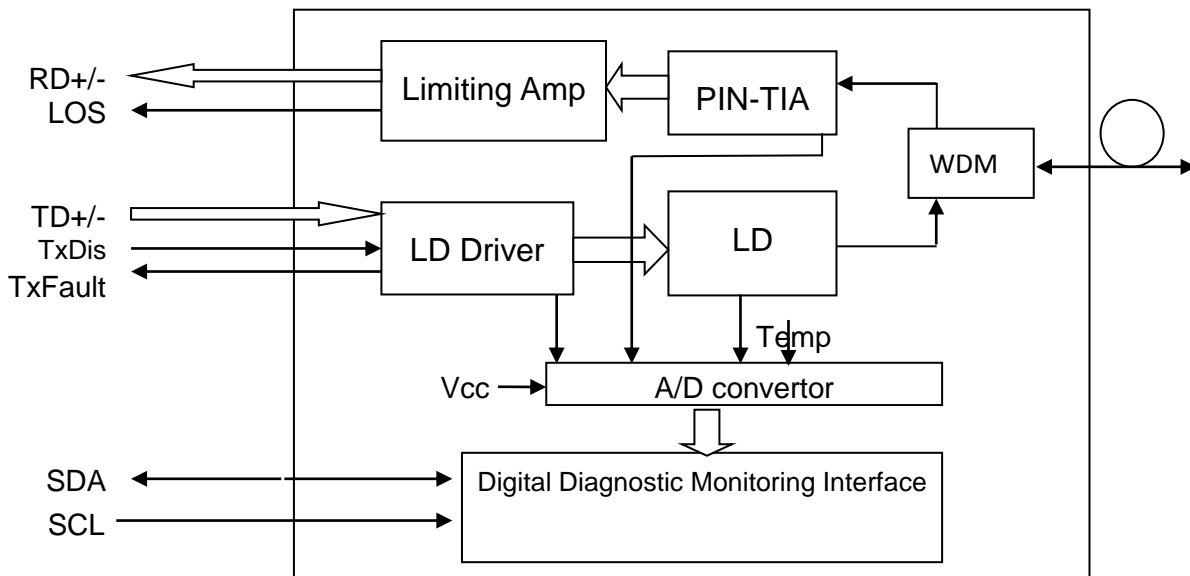 RD+/-
LOS
Limiting Amp
PIN-TIA
WDM
TD+/-
TxDis
TxFault
LD Driver
LD
Temp
Vcc
A/D convertor
SDA
SCL
Digital Diagnostic Monitoring Interface